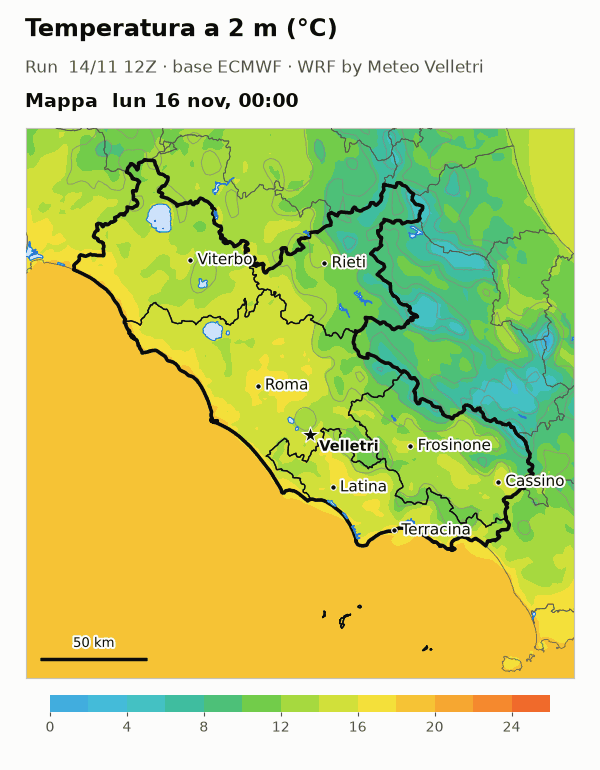 Temperatura a 2 m (°C)
Run  14/11 12Z · base ECMWF · WRF by Meteo Velletri
Mappa  lun 16 nov, 00:00
Viterbo
Rieti
Roma
Velletri
Frosinone
Latina
Cassino
Terracina
50 km
0 4 8 12 16 20 24